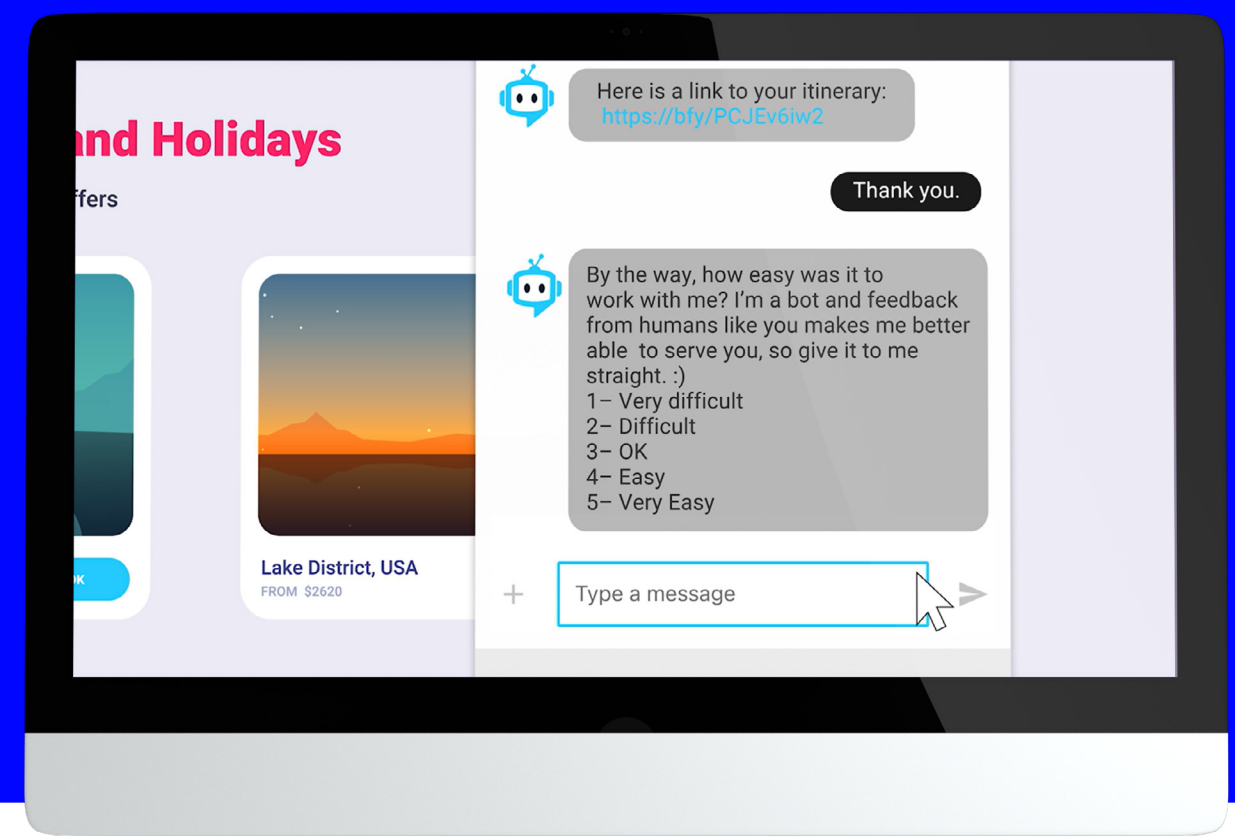 and Holidays
ffers
OK
Lake District, USA
FROM $2620
Here is a link to your itinerary:
https://bfy/PCJEv6iw2
Thank you.
By the way, how easy was it to
work with me? I’m a bot and feedback
from humans like you makes me better
able to serve you, so give it to me
straight. :)
1– Very difficult
2– Difficult
3– OK
4– Easy
5– Very Easy
Type a message